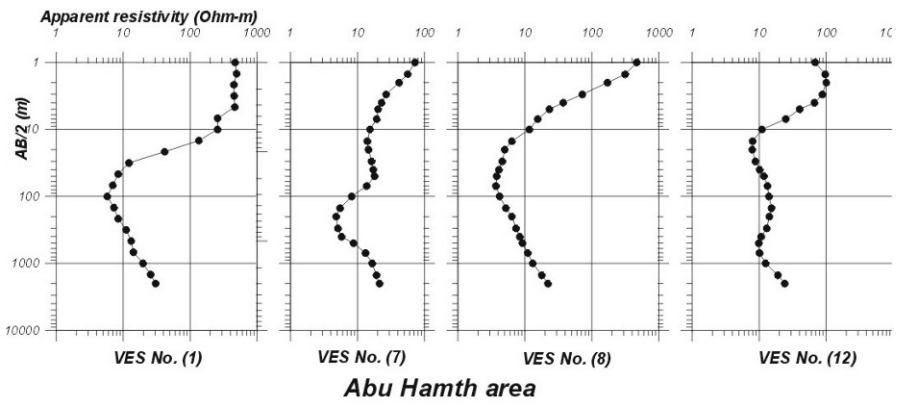 Apparent resistivity (Ohm-m)
1 10 100 1000 1 10 100 1 10 100 1000 1 10 100 10
AB/2 (m)
1
10
100
1000
10000
VES No. (1) VES No. (7) VES No. (8) VES No. (12)
Abu Hamth area